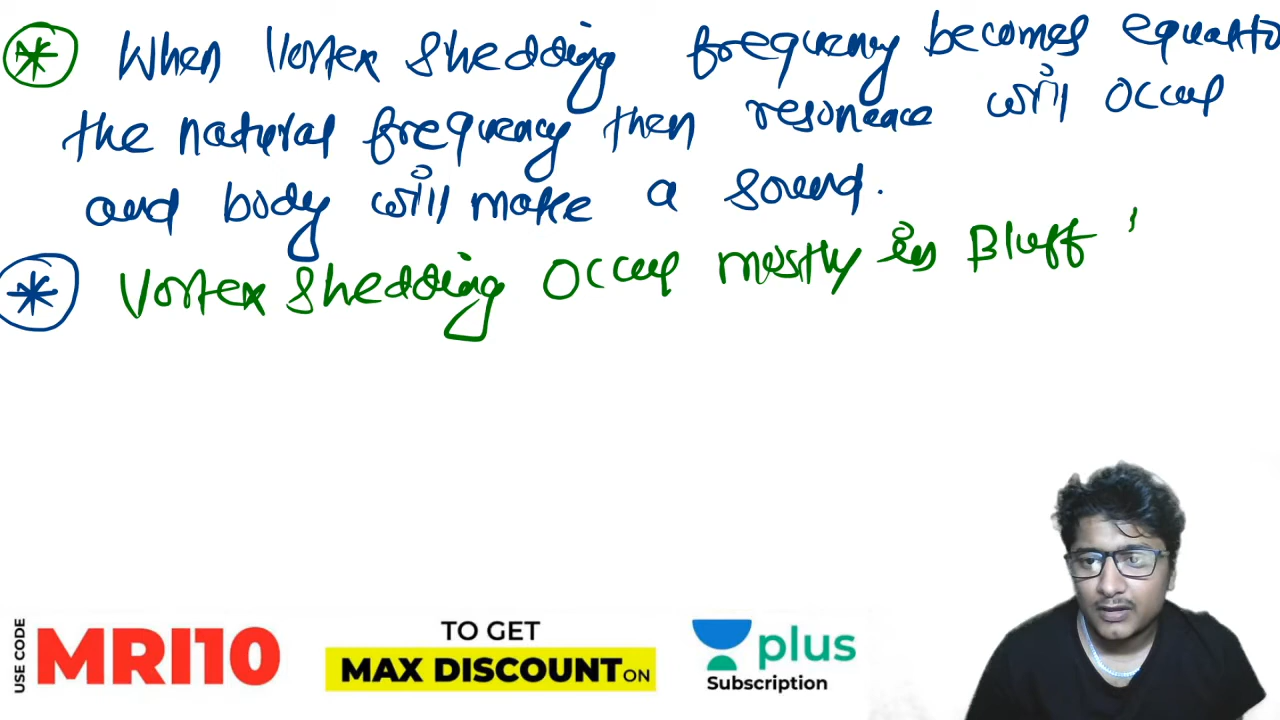 When Vortex Shedding frequency becomes equal to
the natural frequency then resonance will occur
and body will make a sound.
Vortex Shedding Occur mostly in Bluff
USE CODE
MRI10
TO GET
MAX DISCOUNT ON
plus
Subscription